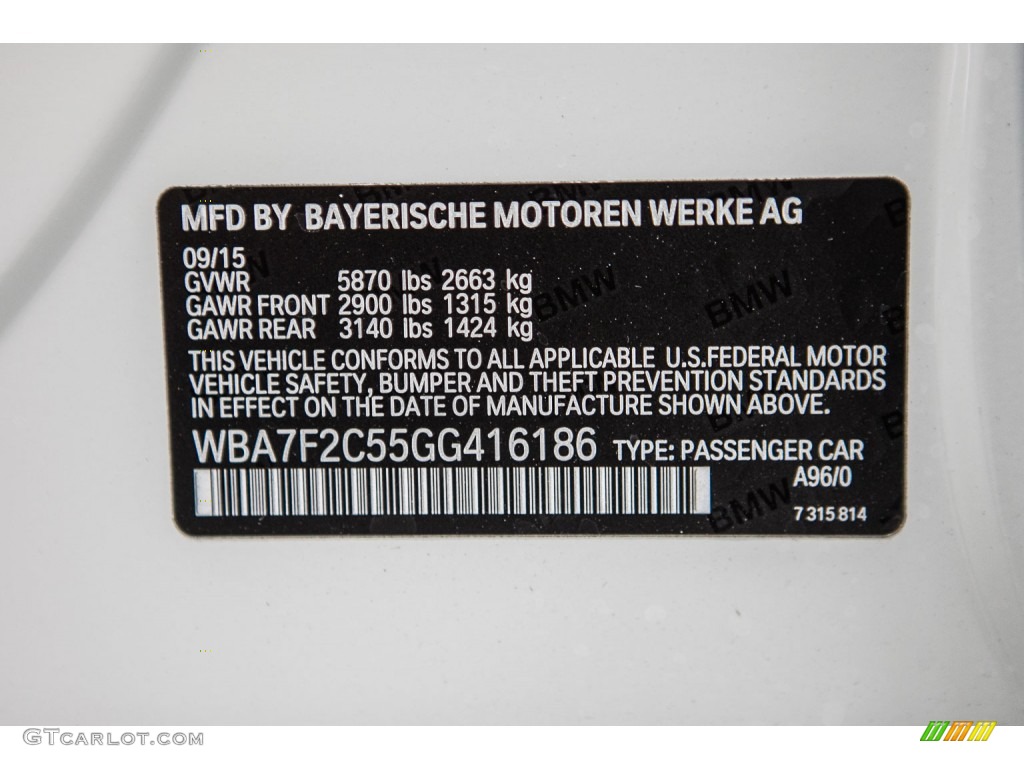 MFD BY BAYERISCHE MOTOREN WERKE AG
09/15
GVWR 5870 lbs 2663 kg
GAWR FRONT 2900 lbs 1315 kg
GAWR REAR 3140 lbs 1424 kg
THIS VEHICLE CONFORMS TO ALL APPLICABLE U.S.FEDERAL MOTOR
VEHICLE SAFETY, BUMPER AND THEFT PREVENTION STANDARDS
IN EFFECT ON THE DATE OF MANUFACTURE SHOWN ABOVE.
WBA7F2C55GG416186 TYPE: PASSENGER CAR
A96/0
7 315 814
BMW
BMW
BMW
BMW
GTCARLOT.COM